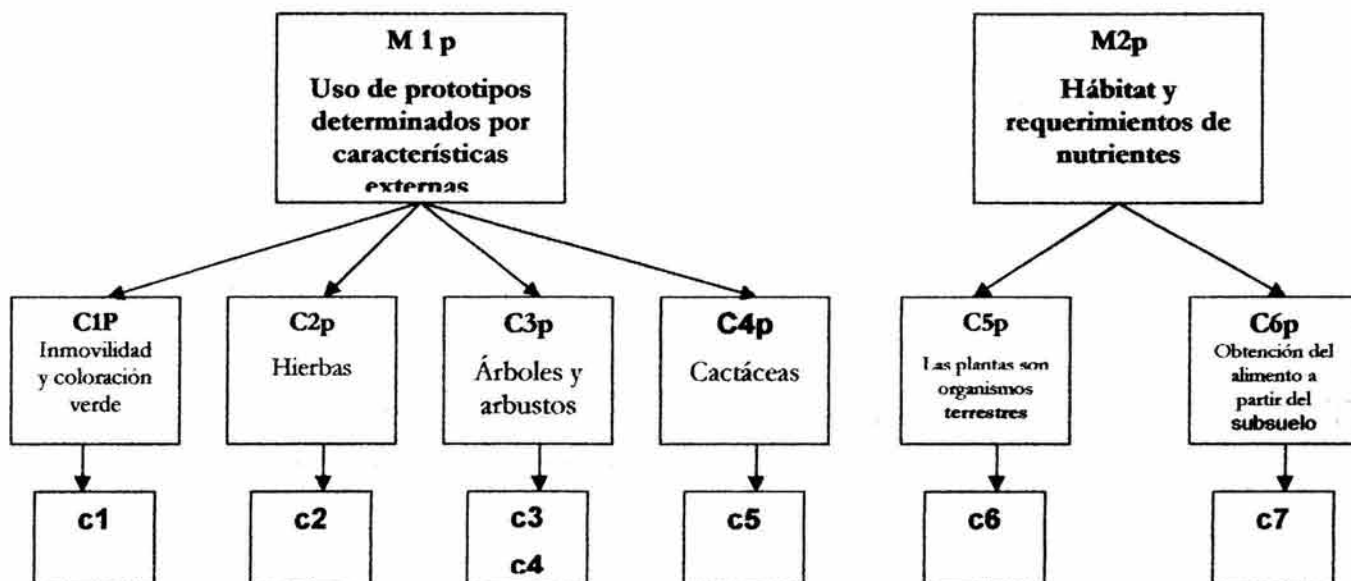 M 1 p
Uso de prototipos
determinados por
características
externas
M2p
Hábitat y
requerimientos de
nutrientes
C1P
Inmovilidad
y coloración
verde
C2p
Hierbas
C3p
Árboles y
arbustos
C4p
Cactáceas
C5p
Las plantas son
organismos
terrestres
C6p
Obtención del
alimento a
partir del
subsuelo
c1
c2
c3
c4
c5
c6
c7